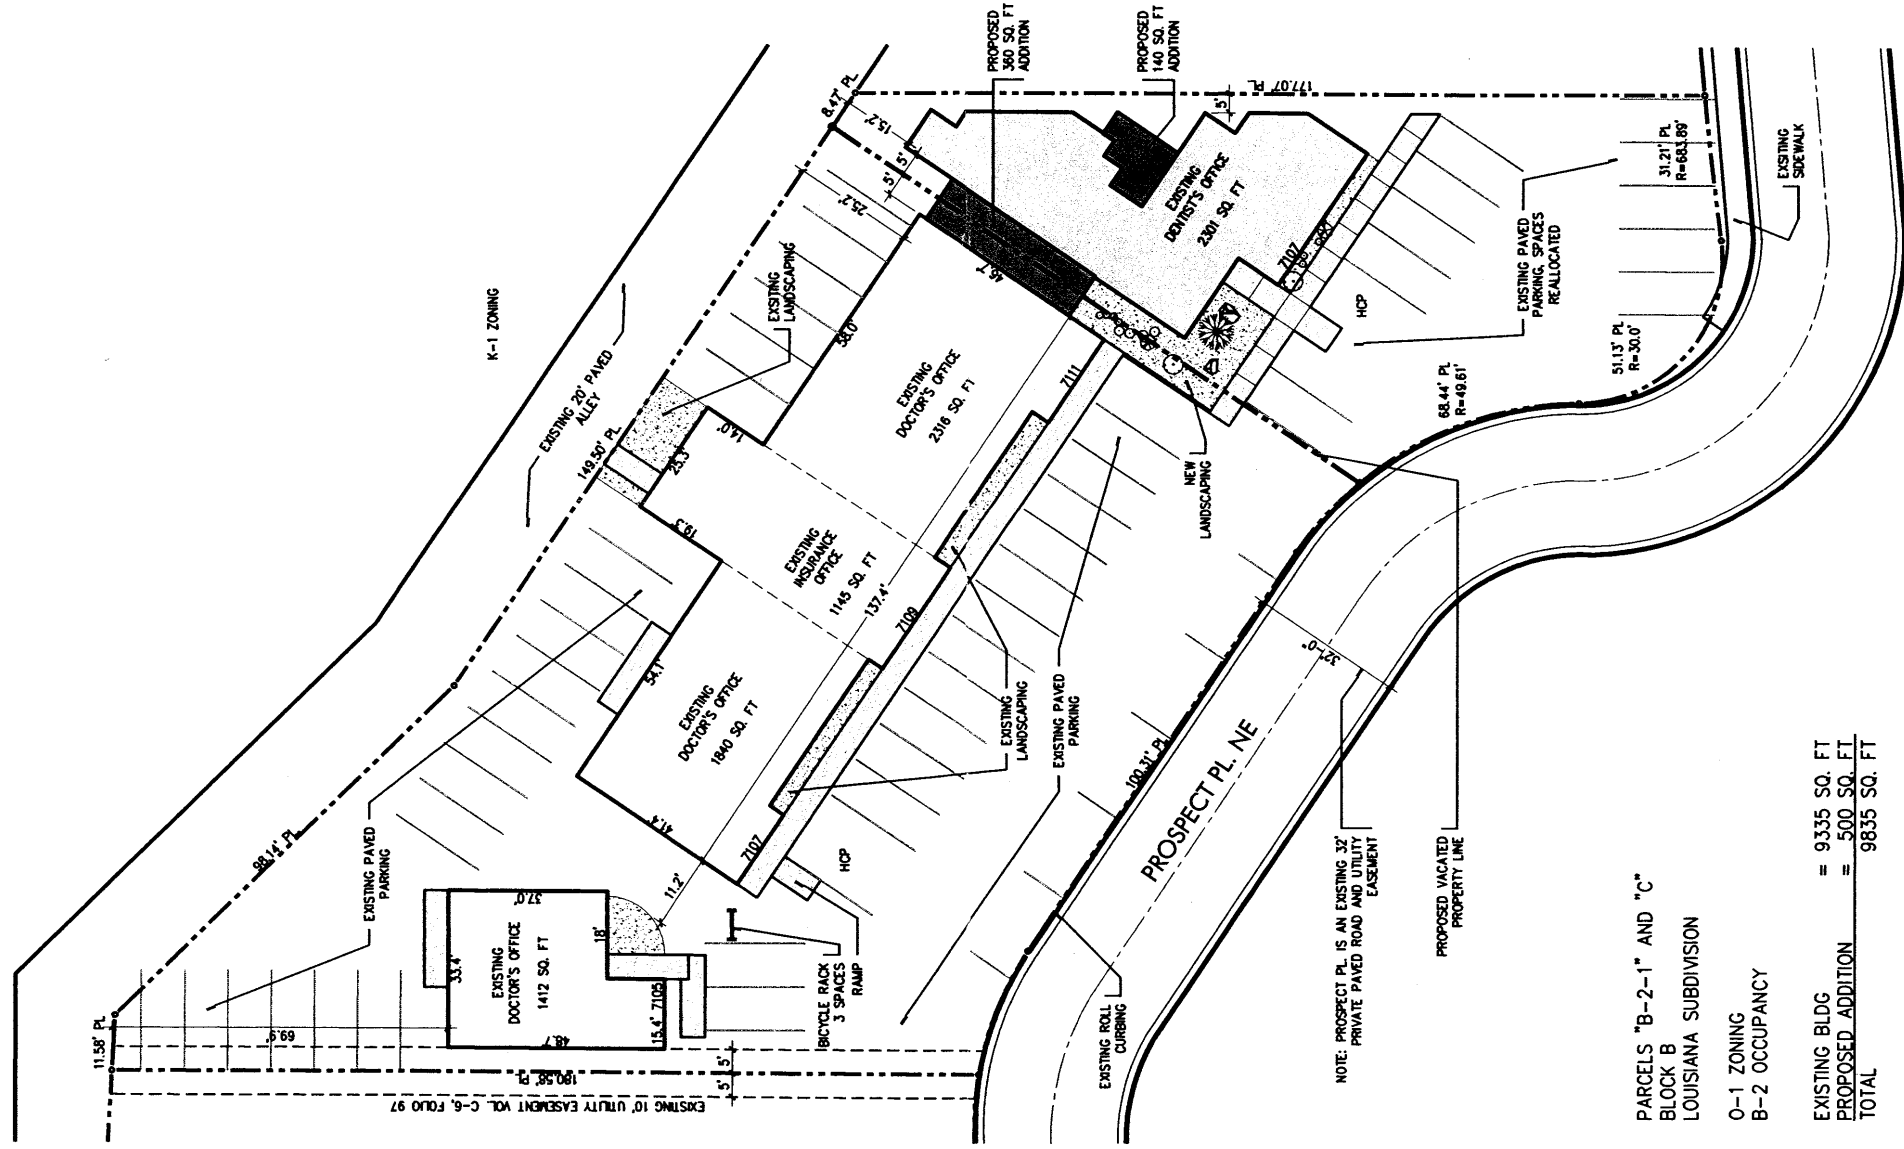 PROPOSED
360 SQ. FT
ADDITION
PROPOSED
140 SQ. FT
ADDITION
8.47' PL
15.2'
5'
5'
177.07' PL
5'
25.2'
K-1 ZONING
EXISTING 20' PAVED
ALLEY
149.50' PL
EXSITING
LANDSCAPING
58.0'
46.7'
EXISTING
DENTIST'S OFFICE
2301 SQ. FT
7107
HCP
31.21' PL
R=683.89'
EXSITING
SIDEWALK
EXISTING PAVED
PARKING, SPACES
REALLOCATED
51.13' PL
R=30.0'
68.44' PL
R=49.61'
14.0'
25.3'
19.3'
EXISTING
DOCTOR'S OFFICE
2316 SQ. FT
7111
NEW
LANDSCAPING
EXISTING
INSURANCE
OFFICE
1145 SQ. FT
137.4'
7109
54.1'
EXISTING
DOCTOR'S OFFICE
1840 SQ. FT
41.4'
7107
EXISTING
LANDSCAPING
EXISTING PAVED
PARKING
HCP
11.2'
98.14' PL
EXISTING PAVED
PARKING
37.0'
33.4'
18'
EXISTING
DOCTOR'S OFFICE
1412 SQ. FT
48.7'
15.4'
7105
BICYCLE RACK
3 SPACES
RAMP
11.58' PL
69.9'
180.58' PL
5'
5'
EXISTING 10' UTILITY EASEMENT VOL. C-6, FOLIO 97
EXISTING ROLL
CURBING
100.31' PL
PROSPECT PL. NE
32'-0"
NOTE: PROSPECT PL. IS AN EXISTING 32'
PRIVATE PAVED ROAD AND UTILITY
EASEMENT
PROPOSED VACATED
PROPERTY LINE
PARCELS "B-2-1" AND "C"
BLOCK B
LOUISIANA SUBDIVISION
O-1 ZONING
B-2 OCCUPANCY
EXISTING BLDG = 9335 SQ. FT
PROPOSED ADDITION = 500 SQ. FT
TOTAL 9835 SQ. FT